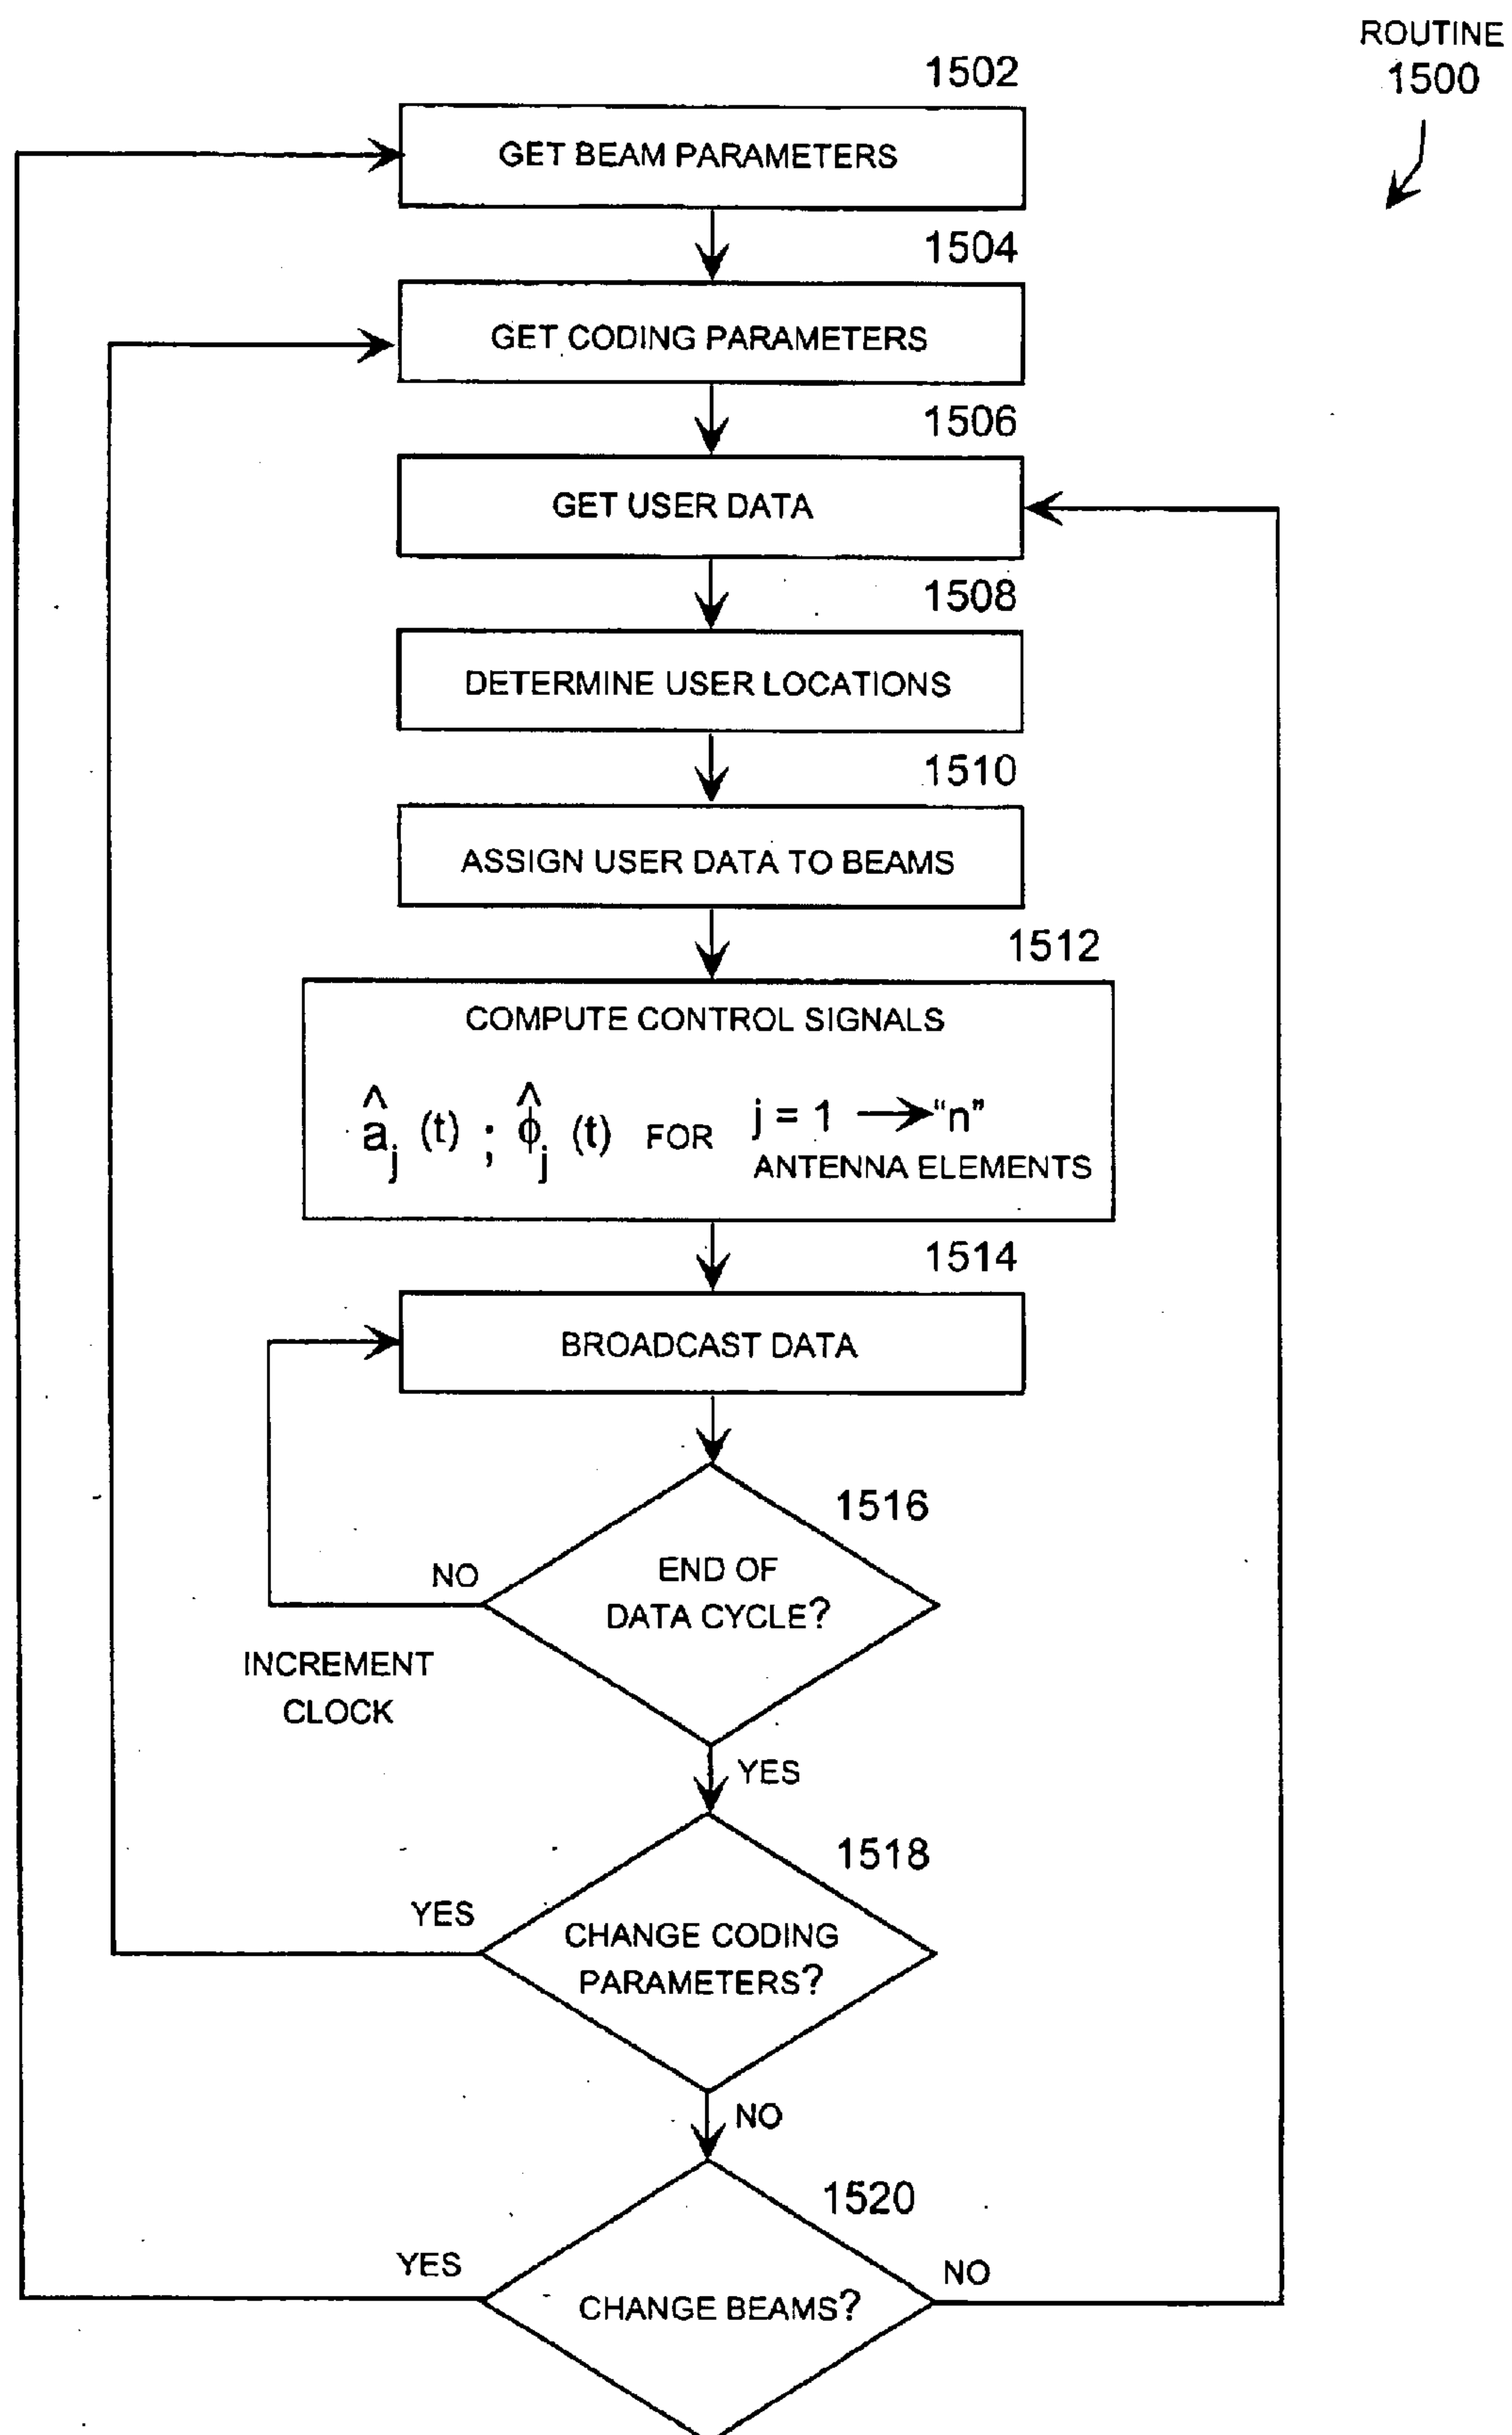 ROUTINE
1500
1502
GET BEAM PARAMETERS
1504
GET CODING PARAMETERS
1506
GET USER DATA
1508
DETERMINE USER LOCATIONS
1510
ASSIGN USER DATA TO BEAMS
1512
COMPUTE CONTROL SIGNALS
â_j (t) ; ϕ̂_j (t) FOR j = 1 → "n"
ANTENNA ELEMENTS
1514
BROADCAST DATA
1516
NO
END OF
DATA CYCLE?
INCREMENT
CLOCK
YES
1518
YES
CHANGE CODING
PARAMETERS?
NO
1520
YES
NO
CHANGE BEAMS?